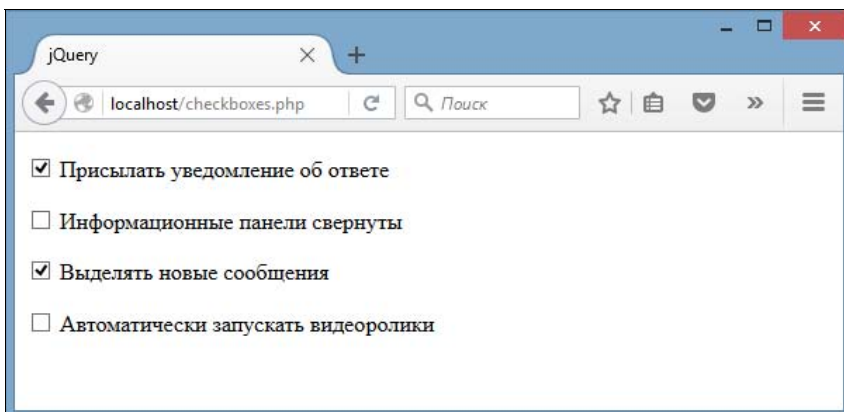 jQuery
localhost/checkboxes.php
Поиск
Присылать уведомление об ответе
Информационные панели свернуты
Выделять новые сообщения
Автоматически запускать видеоролики